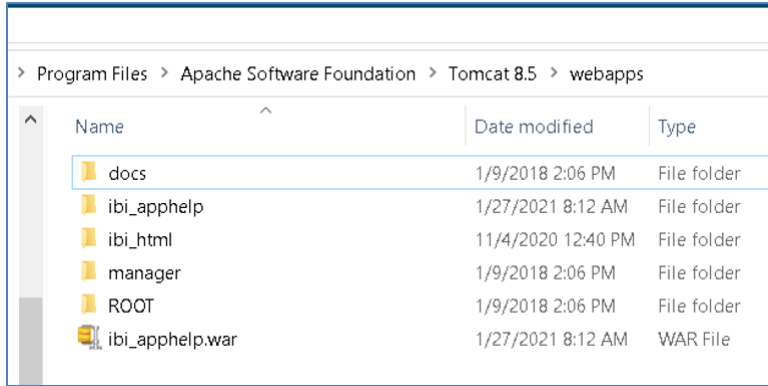 > Program Files > Apache Software Foundation > Tomcat 8.5 > webapps
Name Date modified Type
docs 1/9/2018 2:06 PM File folder
ibi_apphelp 1/27/2021 8:12 AM File folder
ibi_html 11/4/2020 12:40 PM File folder
manager 1/9/2018 2:06 PM File folder
ROOT 1/9/2018 2:06 PM File folder
ibi_apphelp.war 1/27/2021 8:12 AM WAR File